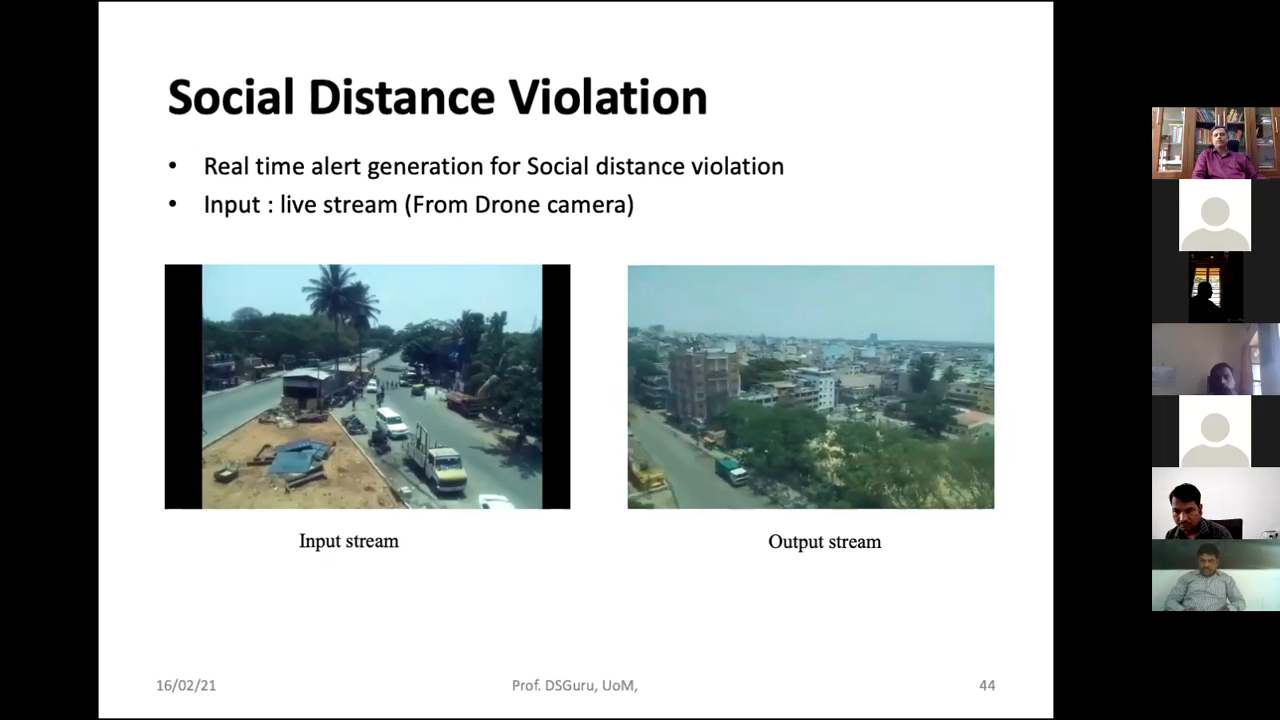 Social Distance Violation
• Real time alert generation for Social distance violation
• Input : live stream (From Drone camera)
Input stream
Output stream
16/02/21
Prof. DSGuru, UoM,
44